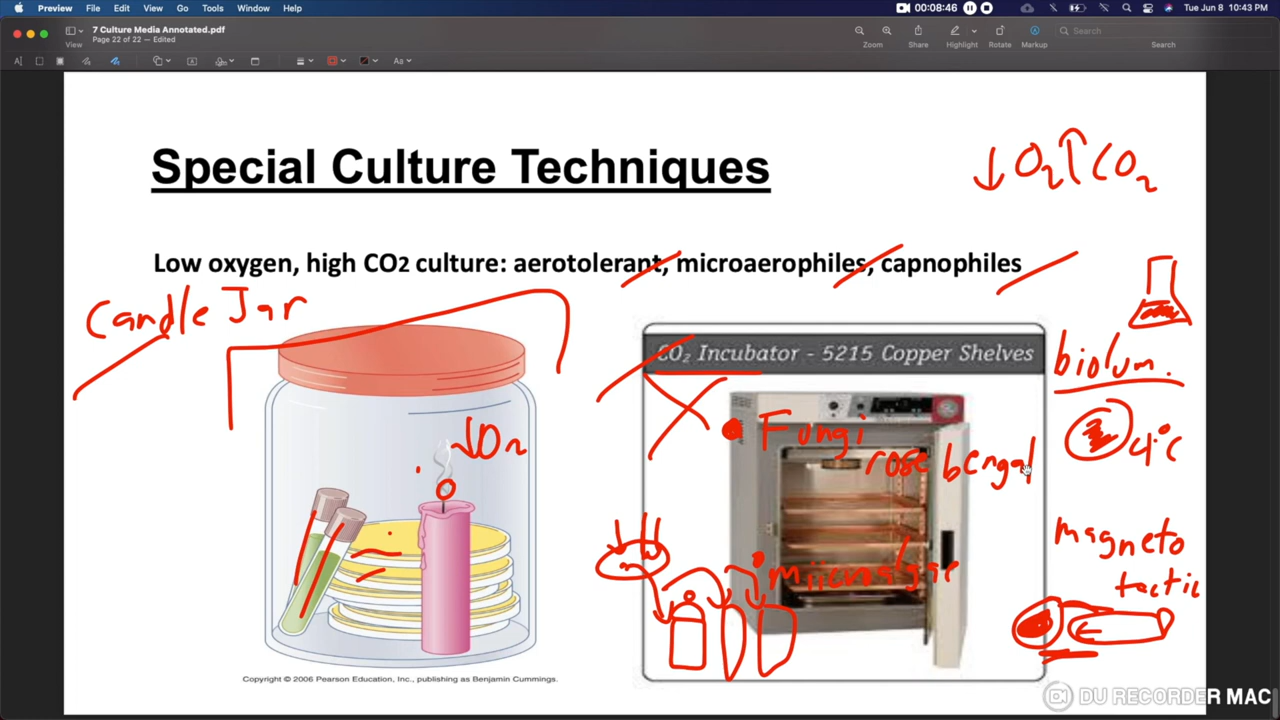 Preview File Edit View Go Tools Window Help 00:08:46 Tue Jun 8 10:43 PM
7 Culture Media Annotated.pdf
Page 22 of 22 — Edited
View Zoom Share Highlight Rotate Markup Search
Search
Aa
Special Culture Techniques
↓O2↑CO2
Low oxygen, high CO2 culture: aerotolerant, microaerophiles, capnophiles
Candle Jar
CO2 Incubator - 5215 Copper Shelves
biolum.
Fungi
rose bengal
4°C
magneto
tactic
Copyright © 2006 Pearson Education, Inc., publishing as Benjamin Cummings.
DU RECORDER MAC